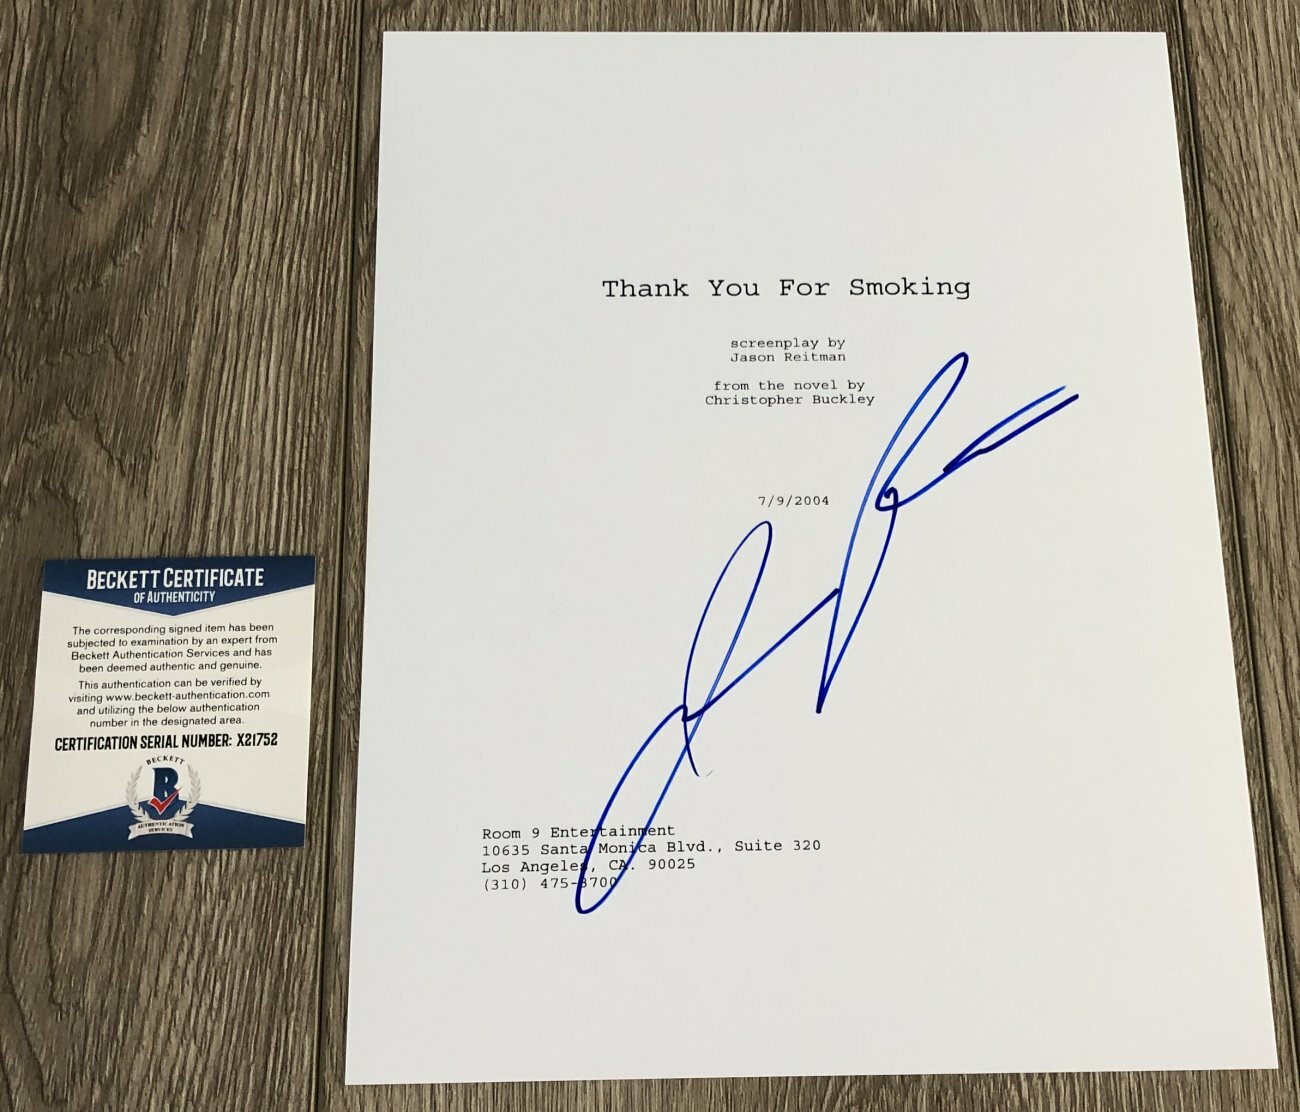 Thank You For Smoking
screenplay by
Jason Reitman
from the novel by
Christopher Buckley
7/9/2004
Room 9 Entertainment
10635 Santa Monica Blvd., Suite 320
Los Angeles, CA. 90025
(310) 475-8700
BECKETT CERTIFICATE
OF AUTHENTICITY
The corresponding signed item has been
subjected to examination by an expert from
Beckett Authentication Services and has
been deemed authentic and genuine.
This authentication can be verified by
visiting www.beckett-authentication.com
and utilizing the below authentication
number in the designated area.
CERTIFICATION SERIAL NUMBER: X21752
BECKETT
B
AUTHENTICATION
SERVICES